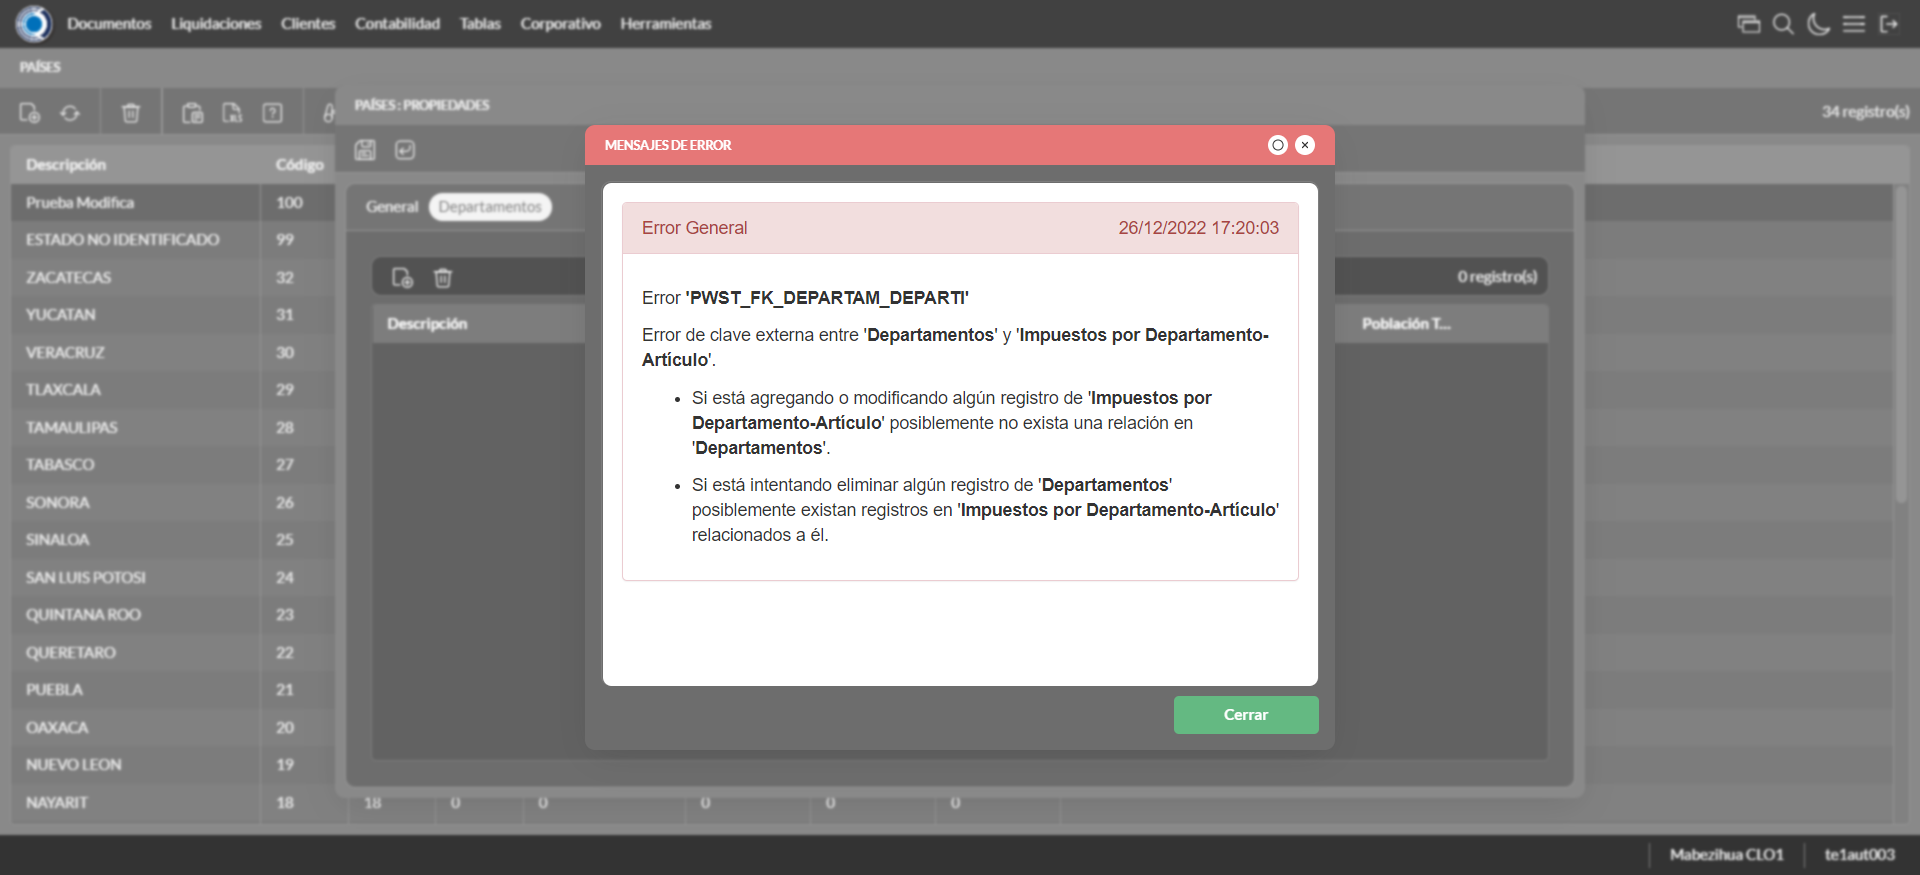 Documentos Liquidaciones Clientes Contabilidad Tablas Corporativo Herramientas
PAÍSES
34 registro(s)
Descripción Código
Prueba Modifica 100
ESTADO NO IDENTIFICADO 99
ZACATECAS 32
YUCATAN 31
VERACRUZ 30
TLAXCALA 29
TAMAULIPAS 28
TABASCO 27
SONORA 26
SINALOA 25
SAN LUIS POTOSI 24
QUINTANA ROO 23
QUERETARO 22
PUEBLA 21
OAXACA 20
NUEVO LEON 19
NAYARIT 18 18 0 0 0 0 0
PAÍSES : PROPIEDADES
General Departamentos
0 registro(s)
Descripción Población T...
MENSAJES DE ERROR
Error General 26/12/2022 17:20:03
Error 'PWST_FK_DEPARTAM_DEPARTI'
Error de clave externa entre 'Departamentos' y 'Impuestos por Departamento-
Artículo'.
• Si está agregando o modificando algún registro de 'Impuestos por
Departamento-Artículo' posiblemente no exista una relación en
'Departamentos'.
• Si está intentando eliminar algún registro de 'Departamentos'
posiblemente existan registros en 'Impuestos por Departamento-Artículo'
relacionados a él.
Cerrar
Mabezihua CLO1 te1aut003